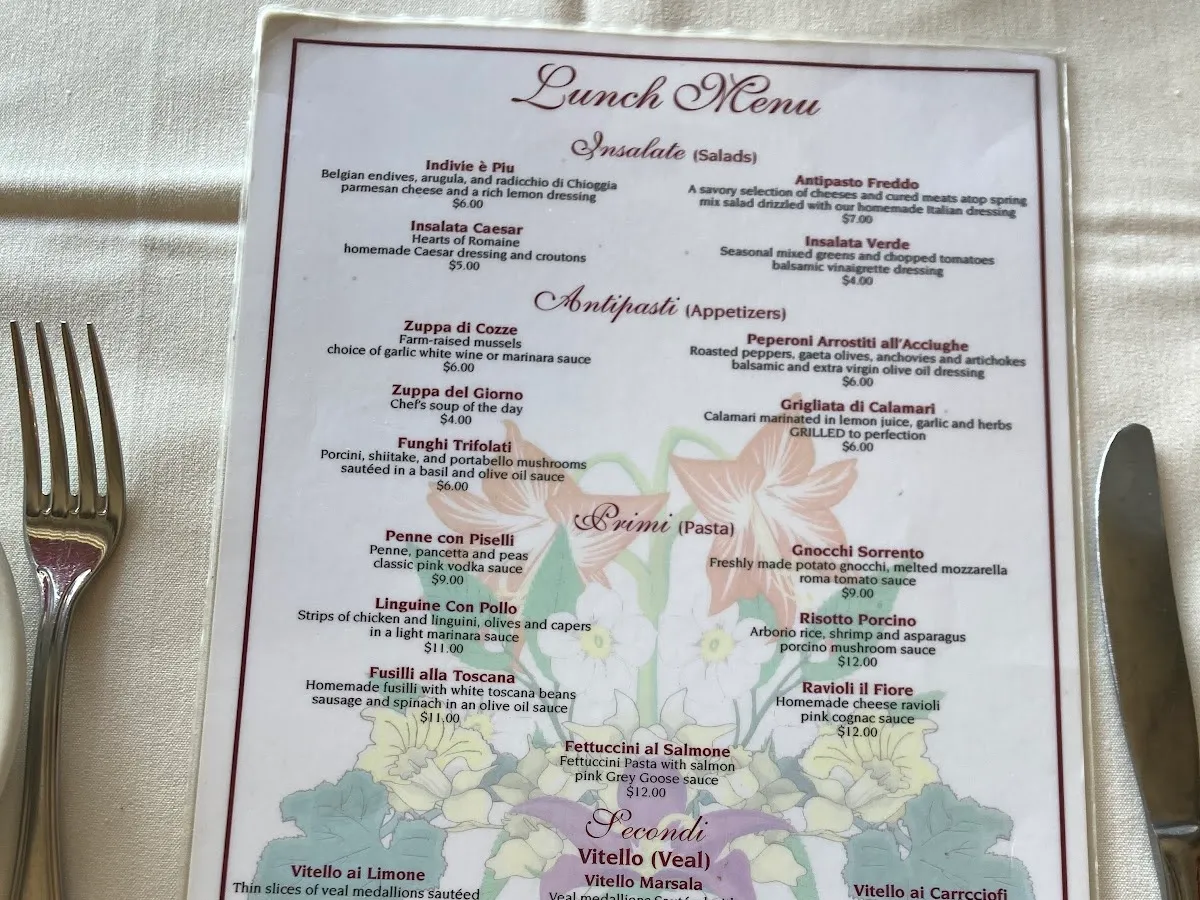 Lunch Menu
Insalate (Salads)
Indivie è Piu
Belgian endives, arugula, and radicchio di Chioggia
parmesan cheese and a rich lemon dressing
$6.00
Antipasto Freddo
A savory selection of cheeses and cured meats atop spring
mix salad drizzled with our homemade Italian dressing
$7.00
Insalata Caesar
Hearts of Romaine
homemade Caesar dressing and croutons
$5.00
Insalata Verde
Seasonal mixed greens and chopped tomatoes
balsamic vinaigrette dressing
$4.00
Antipasti (Appetizers)
Zuppa di Cozze
Farm-raised mussels
choice of garlic white wine or marinara sauce
$6.00
Peperoni Arrostiti all'Acciughe
Roasted peppers, gaeta olives, anchovies and artichokes
balsamic and extra virgin olive oil dressing
$6.00
Zuppa del Giorno
Chef's soup of the day
$4.00
Grigliata di Calamari
Calamari marinated in lemon juice, garlic and herbs
GRILLED to perfection
$6.00
Funghi Trifolati
Porcini, shiitake, and portabello mushrooms
sautéed in a basil and olive oil sauce
$6.00
Primi (Pasta)
Penne con Piselli
Penne, pancetta and peas
classic pink vodka sauce
$9.00
Gnocchi Sorrento
Freshly made potato gnocchi, melted mozzarella
roma tomato sauce
$9.00
Linguine Con Pollo
Strips of chicken and linguini, olives and capers
in a light marinara sauce
$11.00
Risotto Porcino
Arborio rice, shrimp and asparagus
porcino mushroom sauce
$12.00
Fusilli alla Toscana
Homemade fusilli with white toscana beans
sausage and spinach in an olive oil sauce
$11.00
Ravioli il Fiore
Homemade cheese ravioli
pink cognac sauce
$12.00
Fettuccini al Salmone
Fettuccini Pasta with salmon
pink Grey Goose sauce
$12.00
Secondi
Vitello (Veal)
Vitello ai Limone
Thin slices of veal medallions sautéed
Vitello Marsala
Veal medallions Sautéed with
Vitello ai Carrcciofi